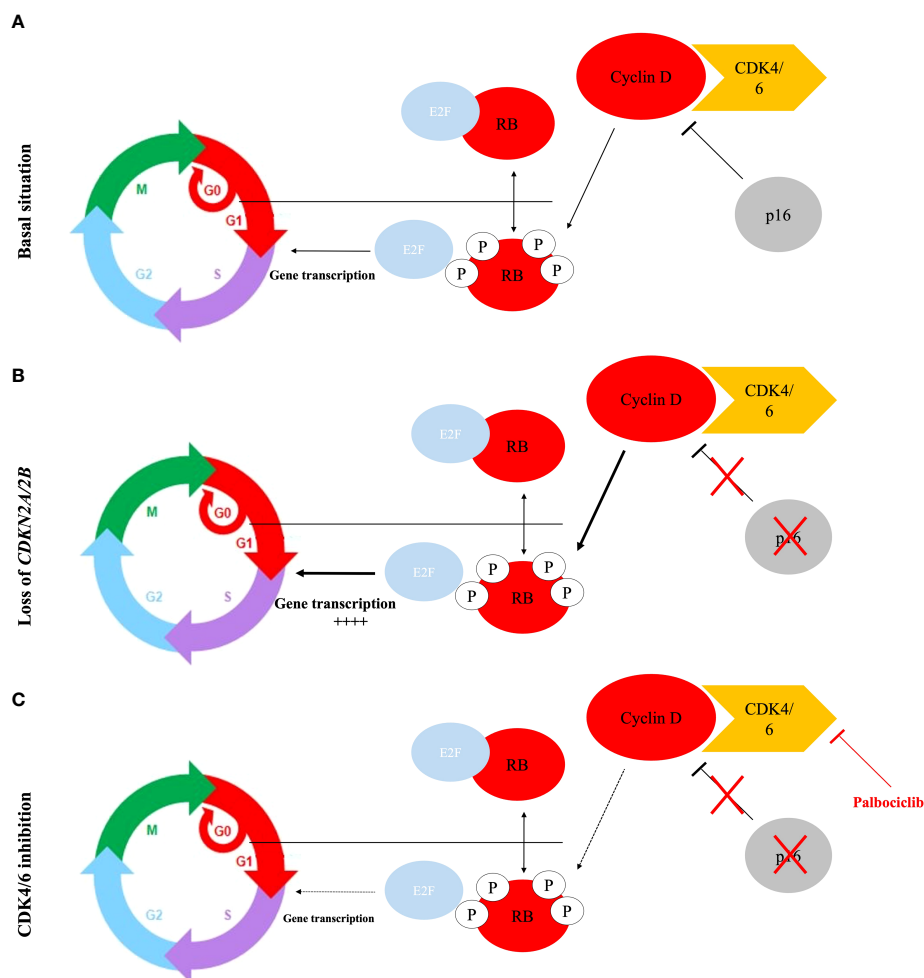 A
Basal situation
Cyclin D
CDK4/
6
E2F
RB
p16
M
G0
G1
G2
S
Gene transcription
E2F
P
P
P
P
RB
B
Loss of CDKN2A/2B
Cyclin D
CDK4/
6
E2F
RB
p16
M
G0
G1
G2
S
Gene transcription
++++
E2F
P
P
P
P
RB
C
CDK4/6 inhibition
Cyclin D
CDK4/
6
E2F
RB
Palbociclib
p16
M
G0
G1
G2
S
Gene transcription
E2F
P
P
P
P
RB